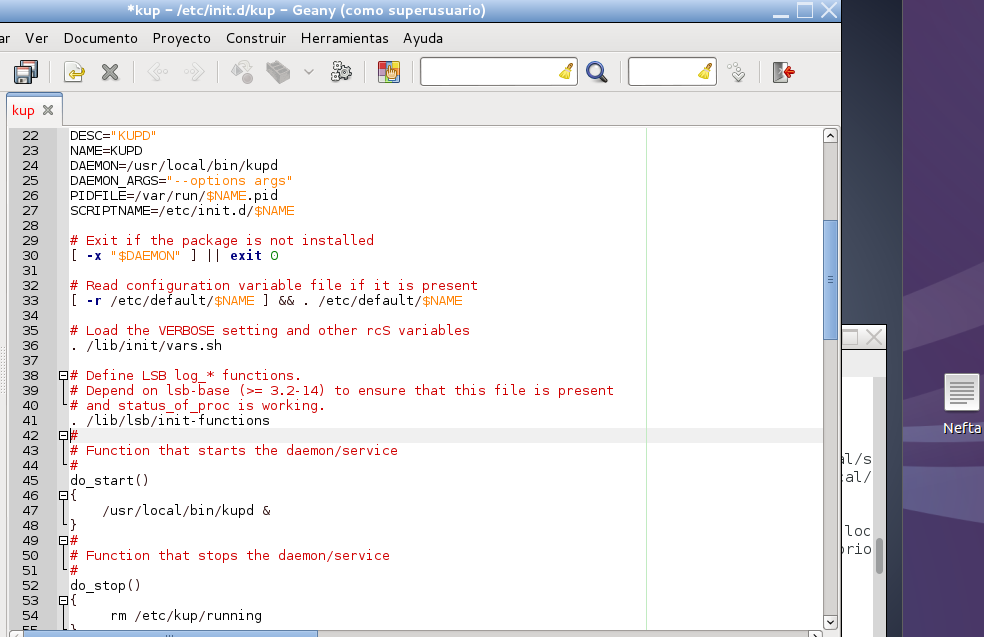 *kup – /etc/init.d/kup – Geany (como superusuario)
ar Ver Documento Proyecto Construir Herramientas Ayuda
kup
22 DESC="KUPD"
23 NAME=KUPD
24 DAEMON=/usr/local/bin/kupd
25 DAEMON_ARGS="--options args"
26 PIDFILE=/var/run/$NAME.pid
27 SCRIPTNAME=/etc/init.d/$NAME
28
29 # Exit if the package is not installed
30 [ -x "$DAEMON" ] || exit 0
31
32 # Read configuration variable file if it is present
33 [ -r /etc/default/$NAME ] && . /etc/default/$NAME
34
35 # Load the VERBOSE setting and other rcS variables
36 . /lib/init/vars.sh
37
38 # Define LSB log_* functions.
39 # Depend on lsb-base (>= 3.2-14) to ensure that this file is present
40 # and status_of_proc is working.
41 . /lib/lsb/init-functions
42 #
43 # Function that starts the daemon/service
44 #
45 do_start()
46 {
47 /usr/local/bin/kupd &
48 }
49 #
50 # Function that stops the daemon/service
51 #
52 do_stop()
53 {
54 rm /etc/kup/running
55 }
al/s
cal/
loc
orio
Nefta